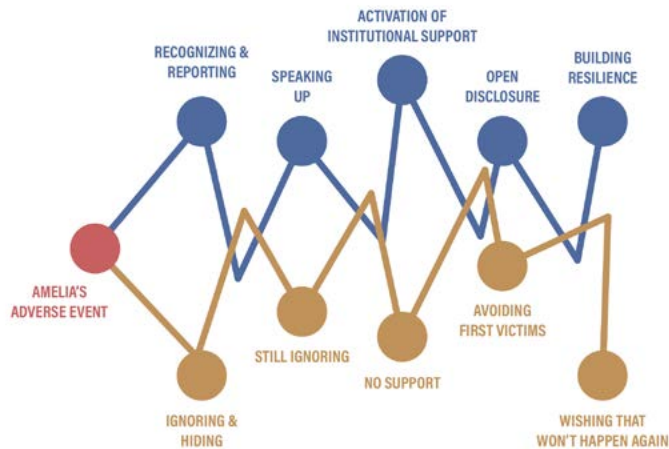 ACTIVATION OF
INSTITUTIONAL SUPPORT
RECOGNIZING &
REPORTING
SPEAKING
UP
OPEN
DISCLOSURE
BUILDING
RESILIENCE
AMELIA'S
ADVERSE EVENT
IGNORING &
HIDING
STILL IGNORING
NO SUPPORT
AVOIDING
FIRST VICTIMS
WISHING THAT
WON'T HAPPEN AGAIN